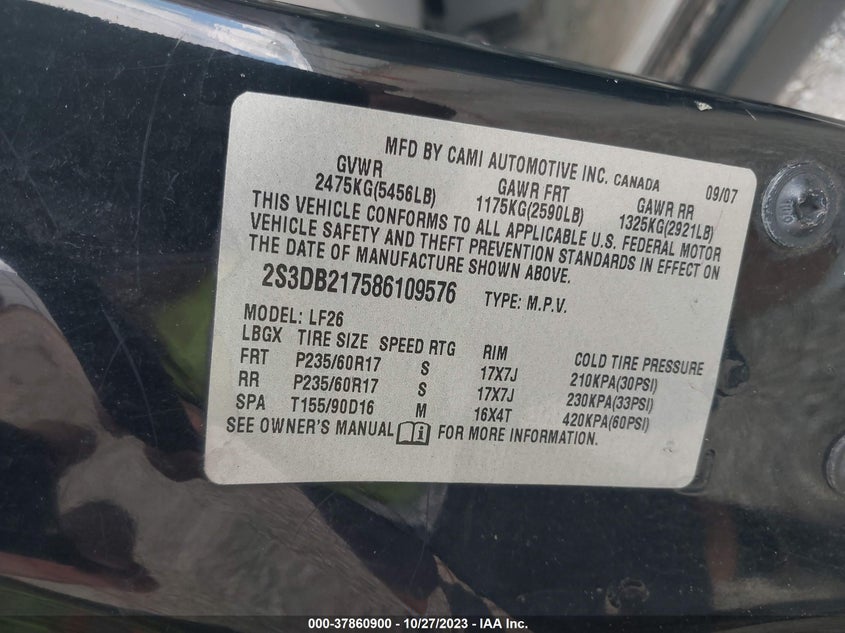 MFD BY CAMI AUTOMOTIVE INC. CANADA 09/07
GVWR GAWR FRT GAWR RR
2475KG(5456LB) 1175KG(2590LB) 1325KG(2921LB)
THIS VEHICLE CONFORMS TO ALL APPLICABLE U.S. FEDERAL MOTOR
VEHICLE SAFETY AND THEFT PREVENTION STANDARDS IN EFFECT ON
THE DATE OF MANUFACTURE SHOWN ABOVE.
2S3DB217586109576 TYPE: M.P.V.
MODEL: LF26
LBGX TIRE SIZE SPEED RTG RIM COLD TIRE PRESSURE
FRT P235/60R17 S 17X7J 210KPA(30PSI)
RR P235/60R17 S 17X7J 230KPA(33PSI)
SPA T155/90D16 M 16X4T 420KPA(60PSI)
SEE OWNER'S MANUAL FOR MORE INFORMATION.
000-37860900 - 10/27/2023 - IAA Inc.